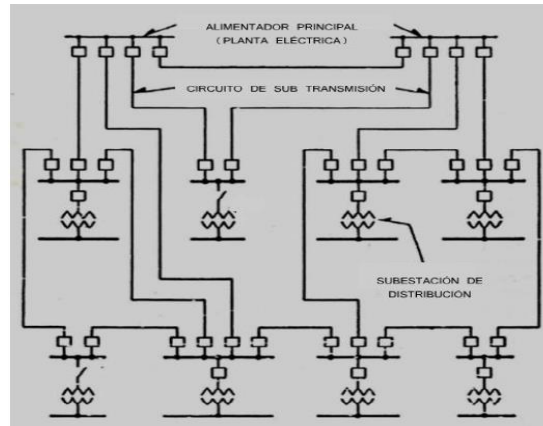 ALIMENTADOR PRINCIPAL
(PLANTA ELÉCTRICA)
CIRCUITO DE SUB TRANSMISIÓN
SUBESTACIÓN DE
DISTRIBUCIÓN